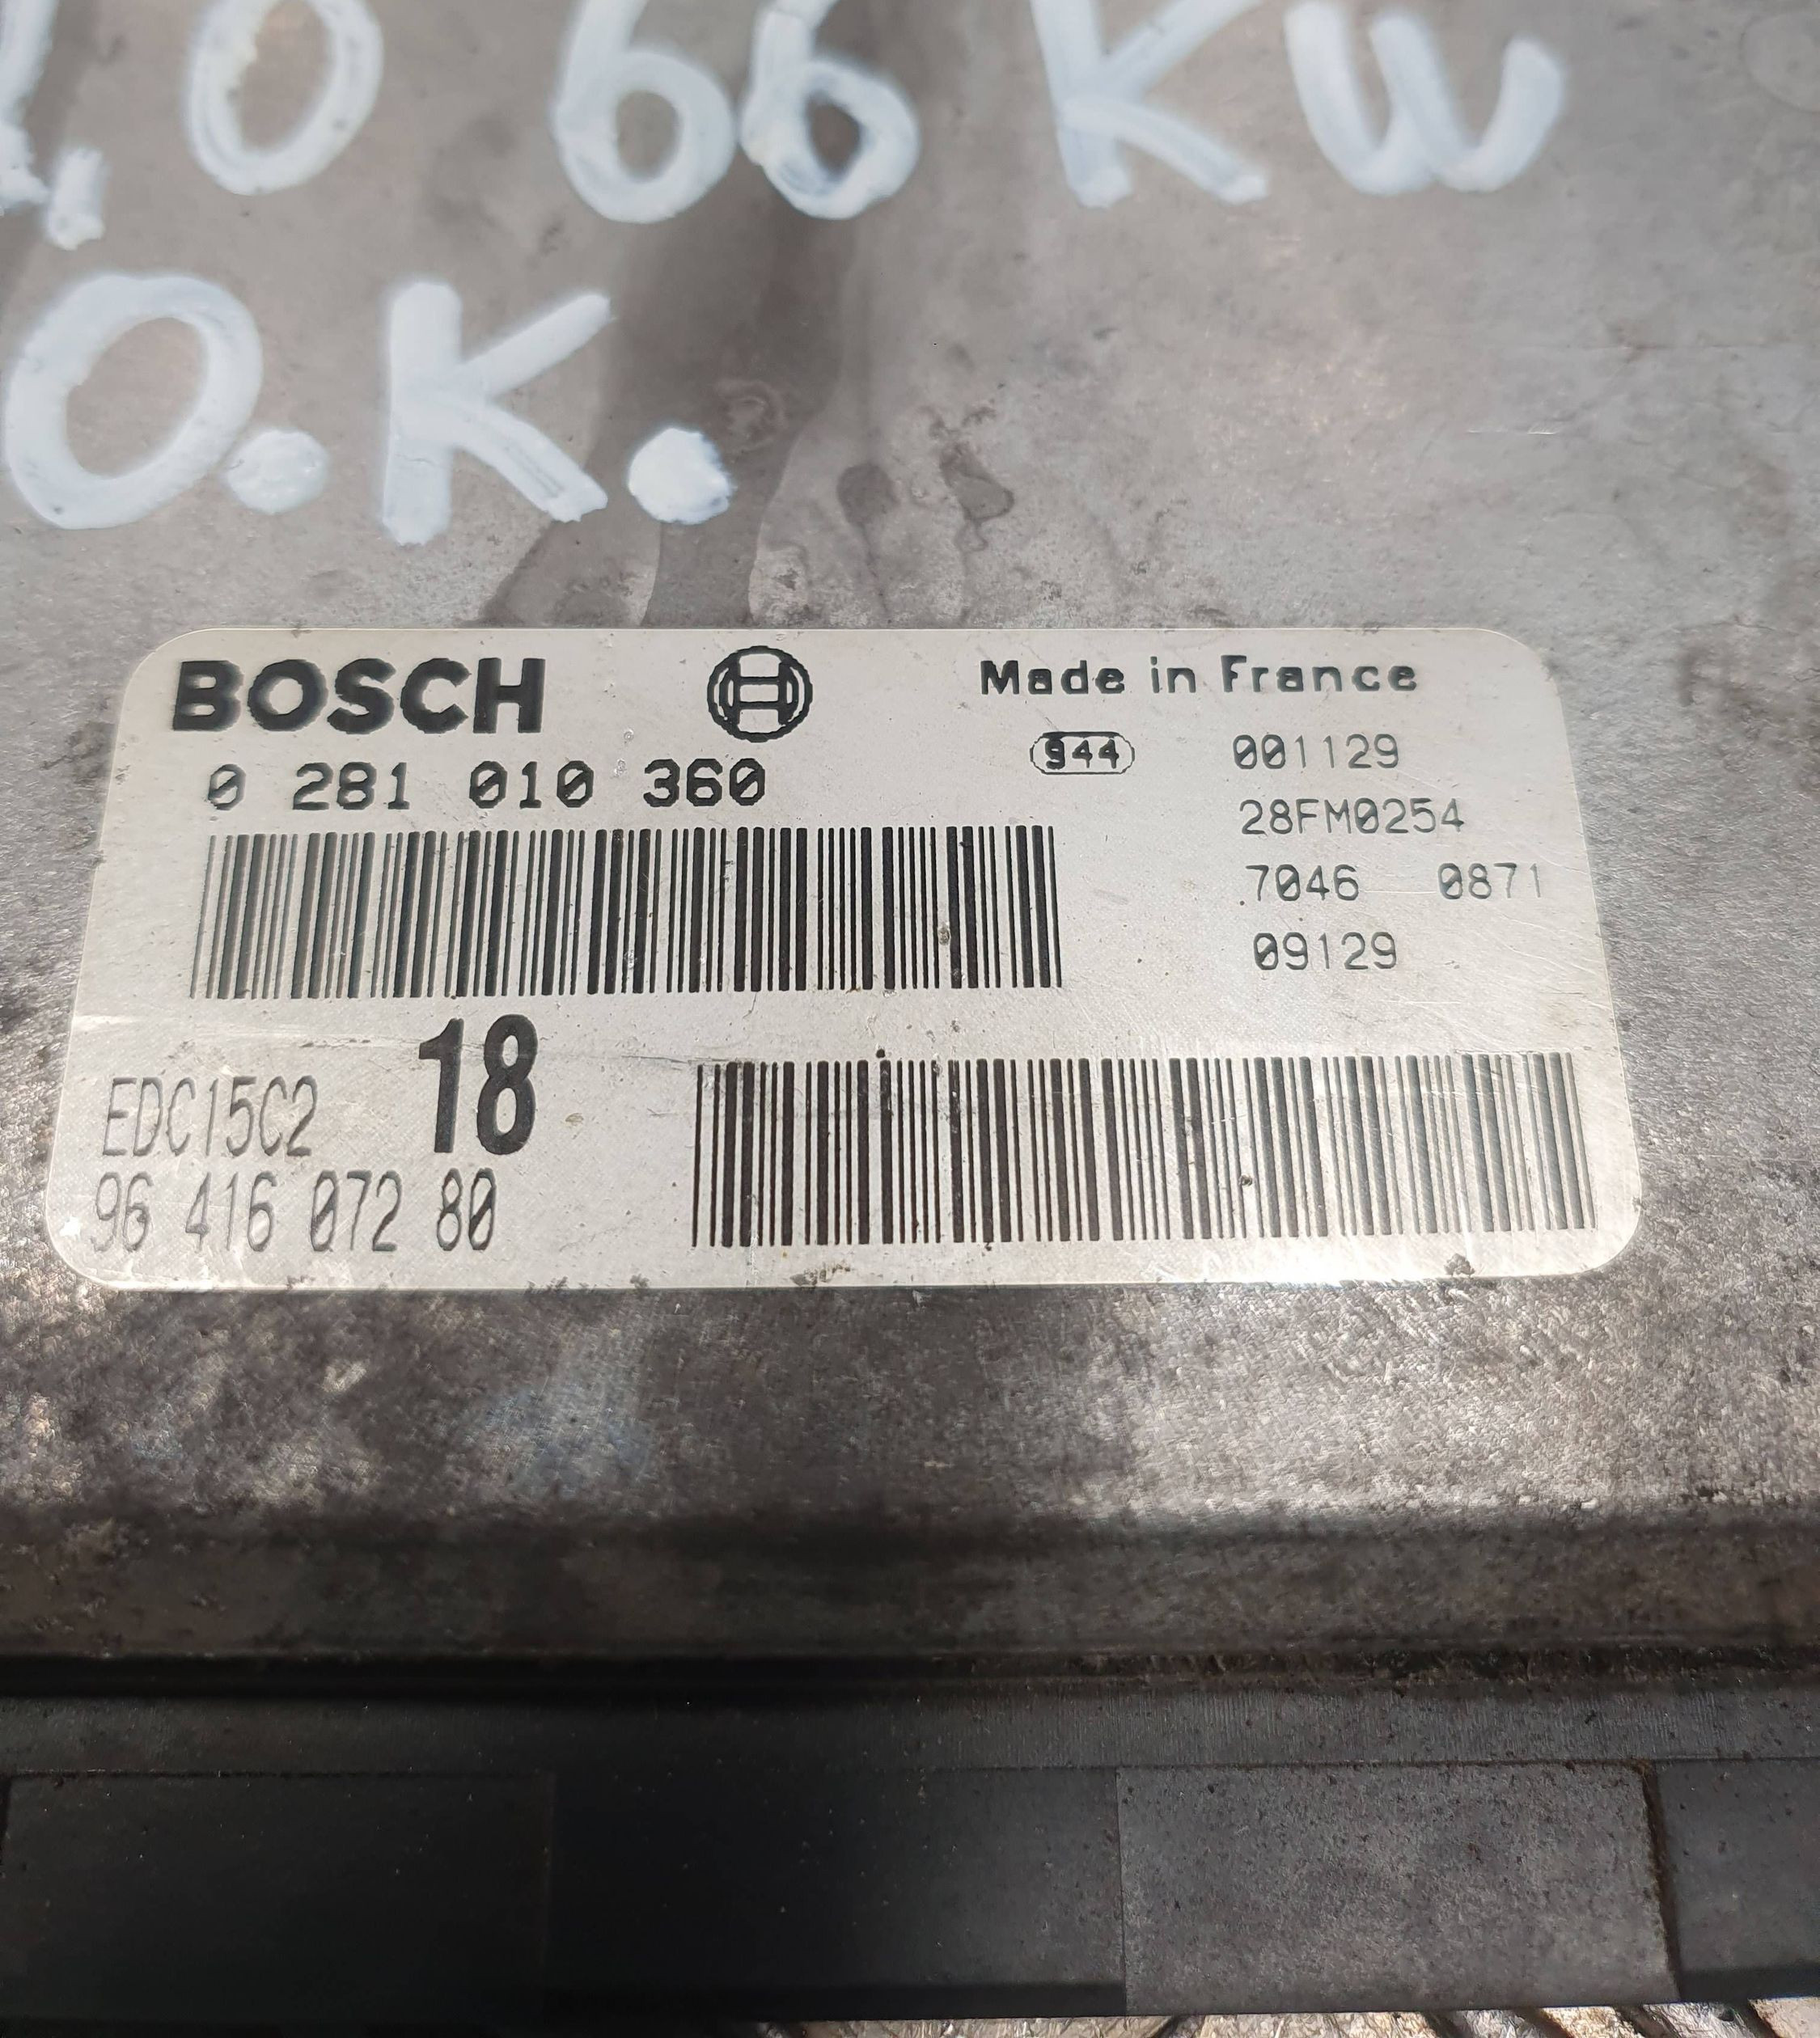 ,0 66 KW
O.K.
BOSCH
Made in France
0 281 010 360
944
001129
28FM0254
7046 0871
09129
18
EDC15C2
96 416 072 80